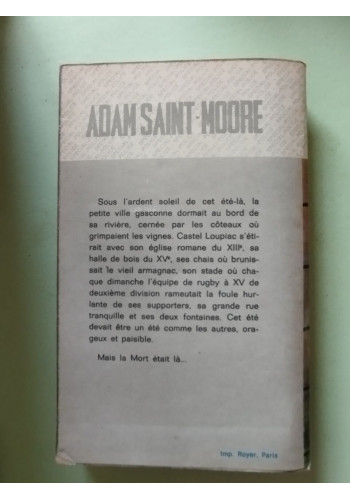 ADAM SAINT-MOORE
Sous l'ardent soleil de cet été-là, la
petite ville gasconne dormait au bord de
sa rivière, cernée par les côteaux où
grimpaient les vignes. Castel Loupiac s'éti-
rait avec son église romane du XIIIᵉ, sa
halle de bois du XVᵉ, ses chais où brunis-
sait le vieil armagnac, son stade où cha-
que dimanche l'équipe de rugby à XV de
deuxième division rameutait la foule hur-
lante de ses supporters, sa grande rue
tranquille et ses deux fontaines. Cet été
devait être un été comme les autres, ora-
geux et paisible.
Mais la Mort était là...
Imp. Royer, Paris